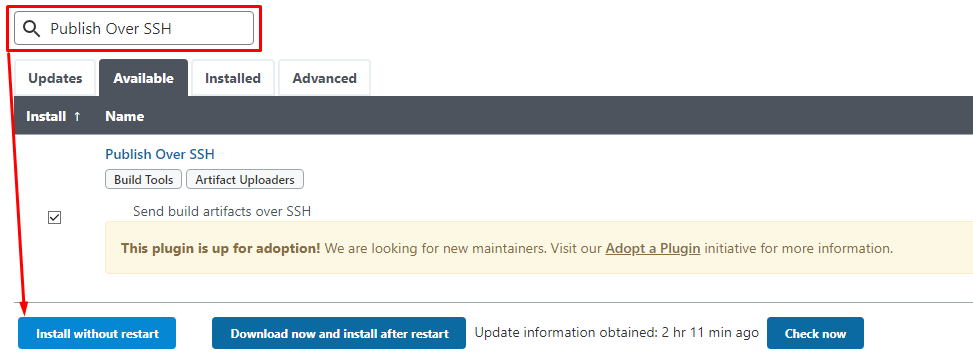 Publish Over SSH
Updates Available Installed Advanced
Install ↑ Name
Publish Over SSH
Build Tools Artifact Uploaders
Send build artifacts over SSH
This plugin is up for adoption! We are looking for new maintainers. Visit our Adopt a Plugin initiative for more information.
Install without restart Download now and install after restart Update information obtained: 2 hr 11 min ago Check now